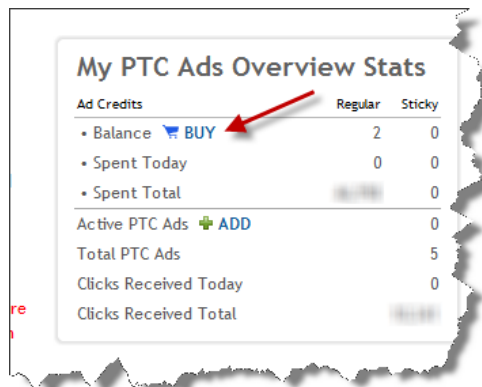 My PTC Ads Overview Stats
Ad Credits Regular Sticky
• Balance BUY 2 0
• Spent Today 0 0
• Spent Total 0
Active PTC Ads ADD 0
Total PTC Ads 5
Clicks Received Today 0
Clicks Received Total
re